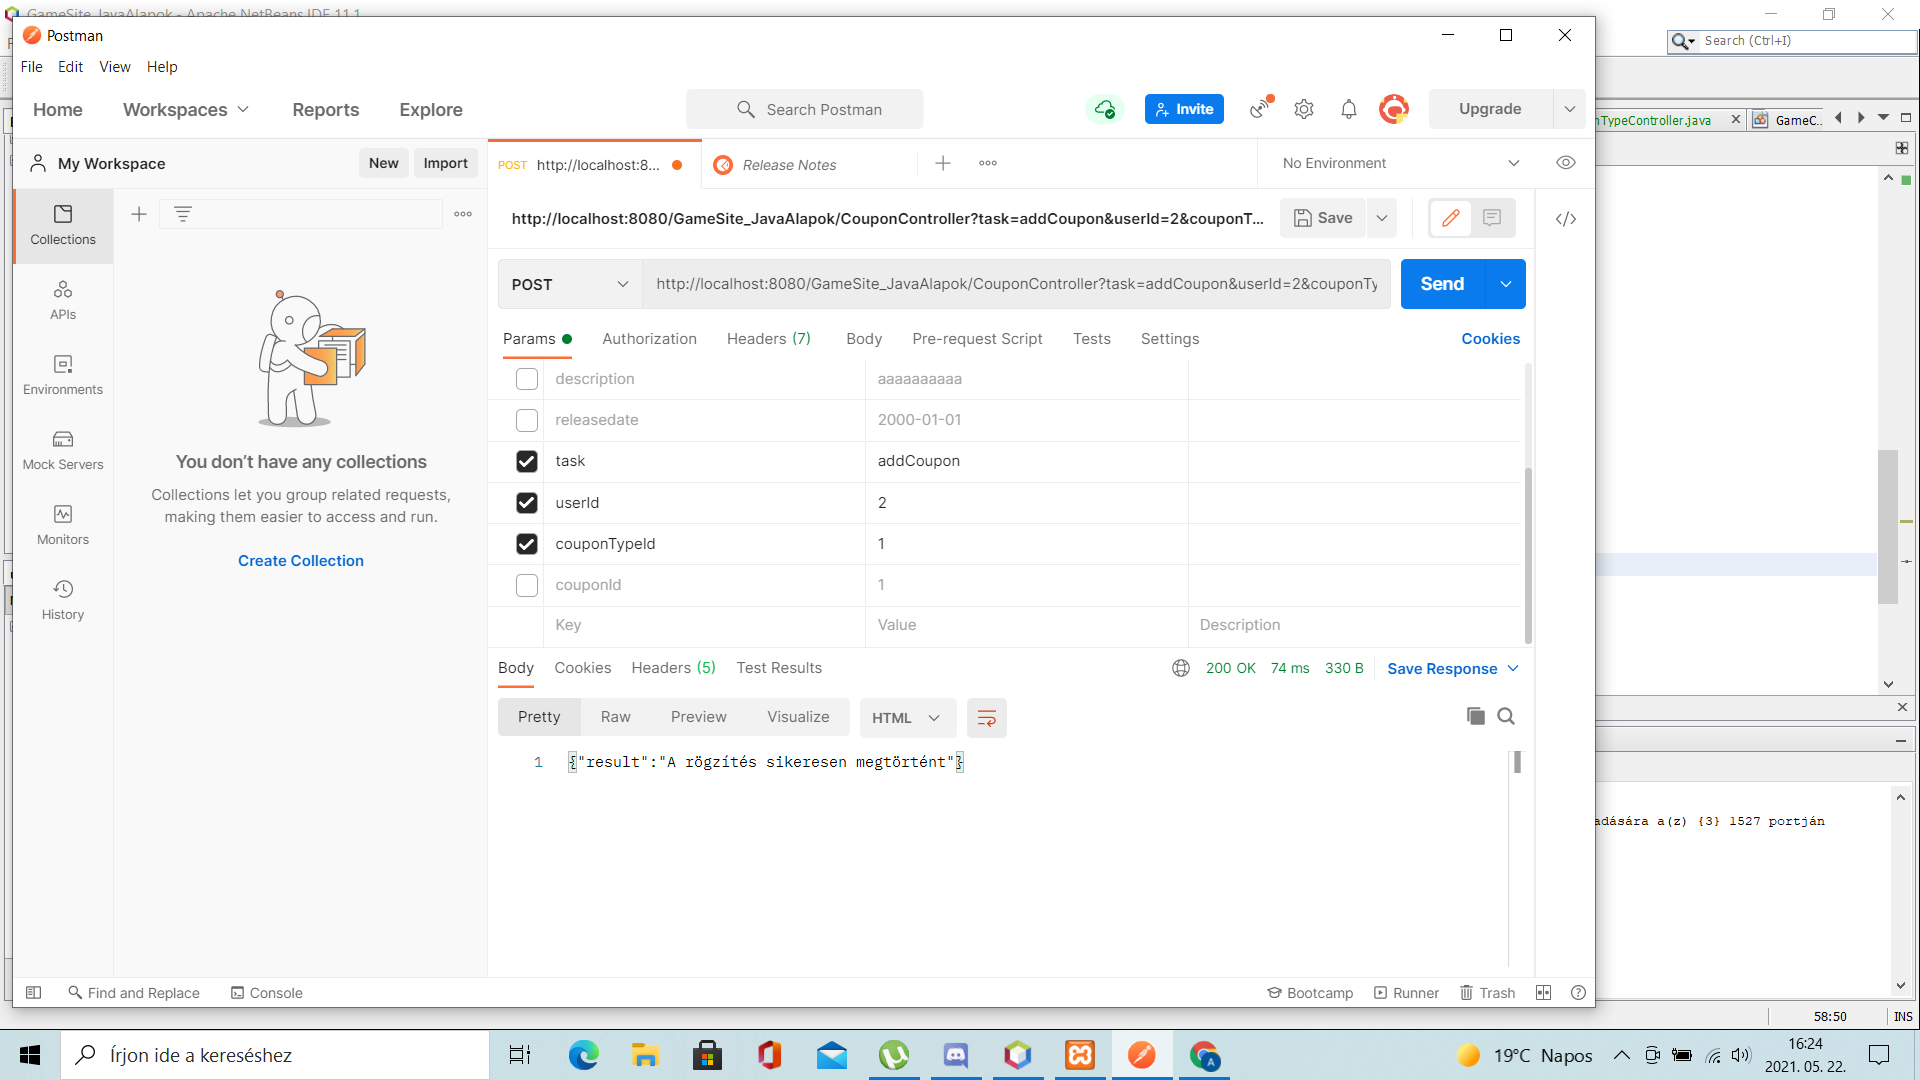 GameSite_JavaAlapok - Apache NetBeans IDE 11.1
Postman
File Edit View Help
Search (Ctrl+I)
Home Workspaces Reports Explore
Search Postman
Invite
Upgrade
nTypeController.java
GameC...
My Workspace
New Import
POST http://localhost:8...
Release Notes
No Environment
Collections
APIs
Environments
Mock Servers
Monitors
History
You don't have any collections
Collections let you group related requests,
making them easier to access and run.
Create Collection
http://localhost:8080/GameSite_JavaAlapok/CouponController?task=addCoupon&userId=2&couponT...
Save
POST
http://localhost:8080/GameSite_JavaAlapok/CouponController?task=addCoupon&userId=2&couponTy
Send
Params Authorization Headers (7) Body Pre-request Script Tests Settings
Cookies
description aaaaaaaaaa
releasedate 2000-01-01
task addCoupon
userId 2
couponTypeId 1
couponId 1
Key Value Description
Body Cookies Headers (5) Test Results
200 OK 74 ms 330 B Save Response
Pretty Raw Preview Visualize
HTML
1 {"result":"A rögzítés sikeresen megtörtént"}
adására a(z) {3} 1527 portján
Find and Replace Console
Bootcamp Runner Trash
58:50 INS
Írjon ide a kereséshez
19°C Napos
16:24
2021. 05. 22.